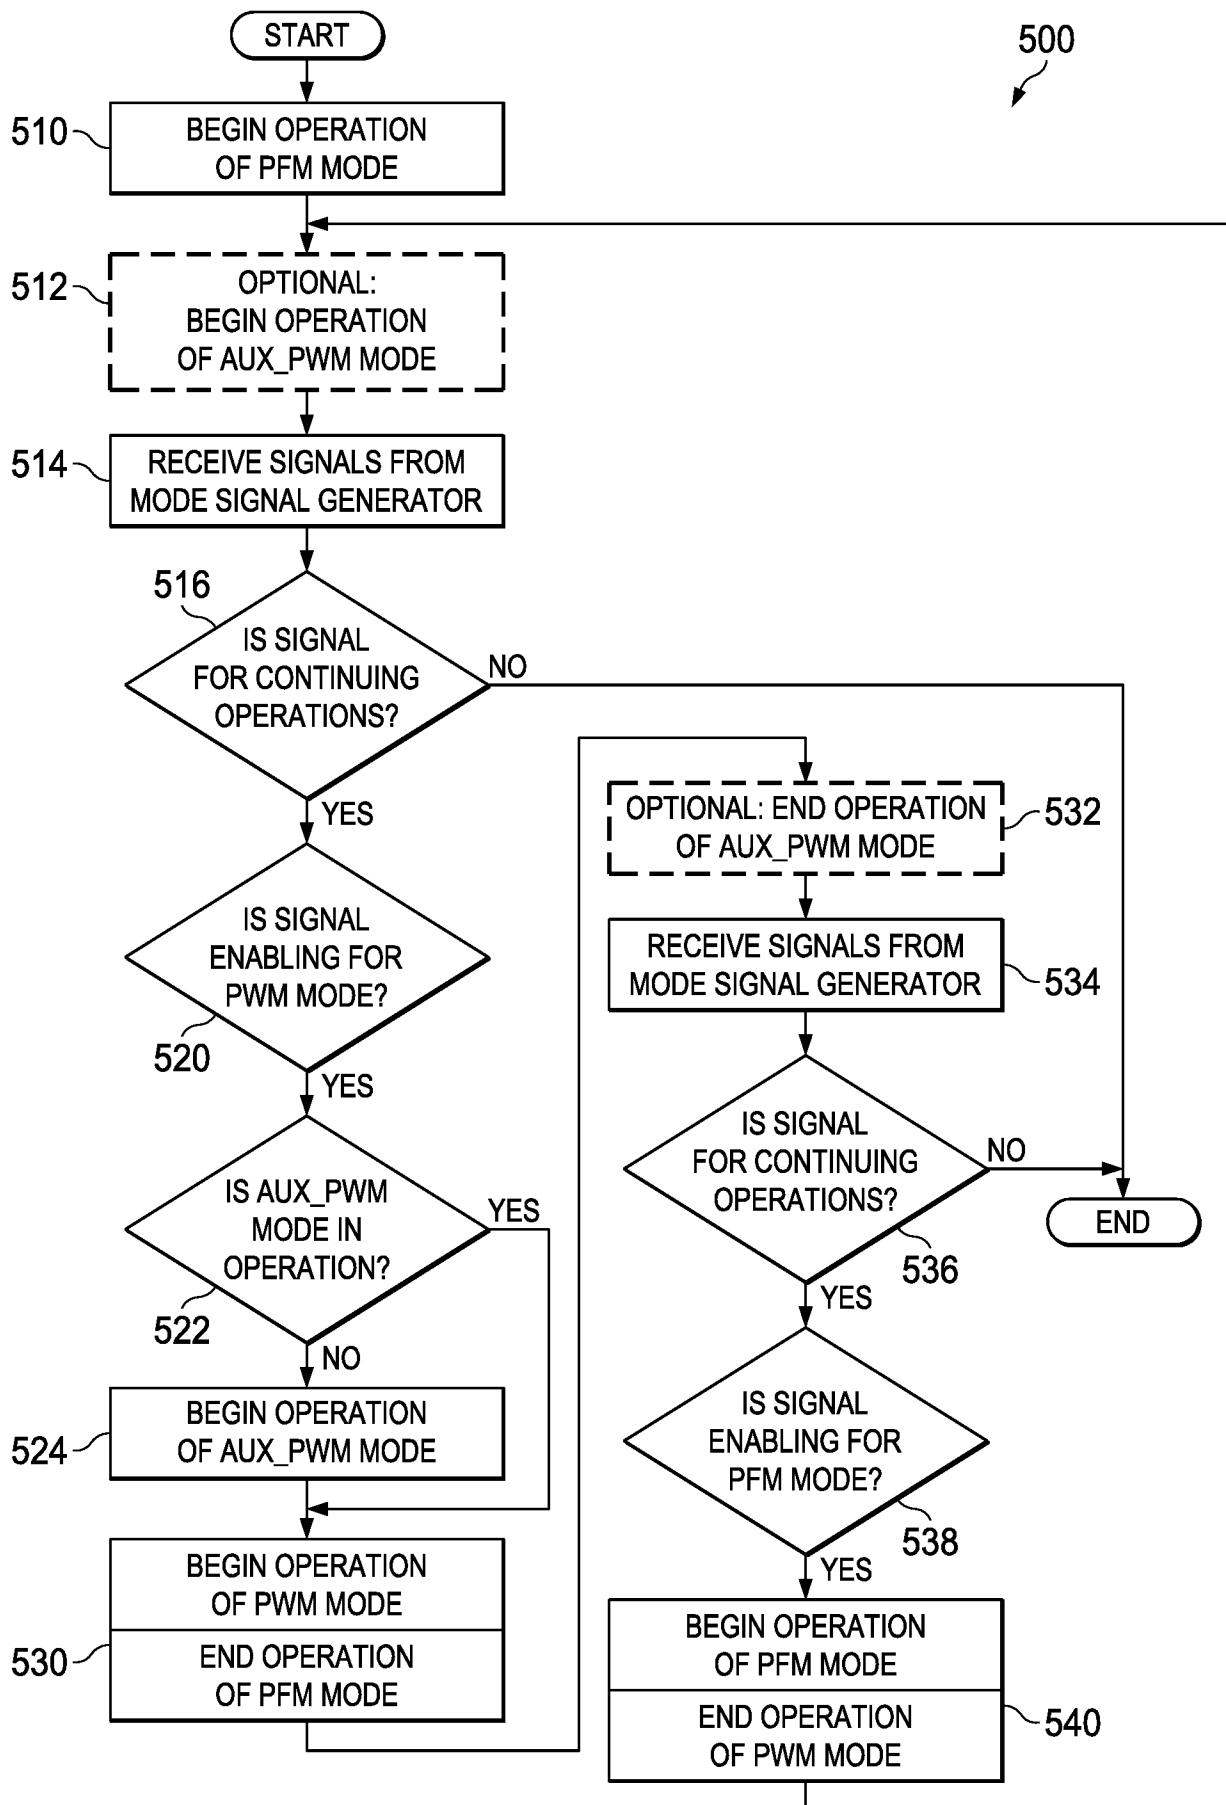 START
500
510
BEGIN OPERATION
OF PFM MODE
512
OPTIONAL:
BEGIN OPERATION
OF AUX_PWM MODE
514
RECEIVE SIGNALS FROM
MODE SIGNAL GENERATOR
516
IS SIGNAL
FOR CONTINUING
OPERATIONS?
NO
YES
IS SIGNAL
ENABLING FOR
PWM MODE?
520
YES
IS AUX_PWM
MODE IN
OPERATION?
YES
522
NO
524
BEGIN OPERATION
OF AUX_PWM MODE
BEGIN OPERATION
OF PWM MODE
530
END OPERATION
OF PFM MODE
OPTIONAL: END OPERATION
OF AUX_PWM MODE
532
RECEIVE SIGNALS FROM
MODE SIGNAL GENERATOR
534
IS SIGNAL
FOR CONTINUING
OPERATIONS?
NO
END
536
YES
IS SIGNAL
ENABLING FOR
PFM MODE?
538
YES
BEGIN OPERATION
OF PFM MODE
END OPERATION
OF PWM MODE
540